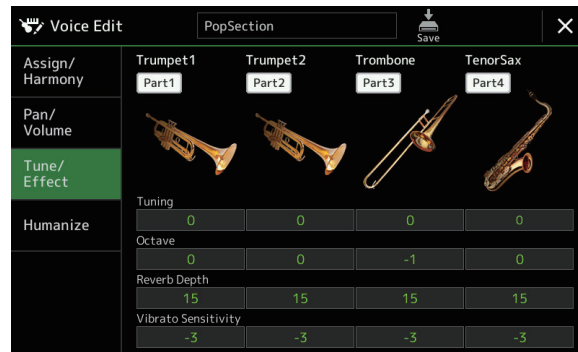 Voice Edit
PopSection
Save
Assign/
Harmony
Pan/
Volume
Tune/
Effect
Humanize
Trumpet1 Trumpet2 Trombone TenorSax
Part1 Part2 Part3 Part4
Tuning
0 0 0 0
Octave
0 0 -1 0
Reverb Depth
15 15 15 15
Vibrato Sensitivity
-3 -3 -3 -3